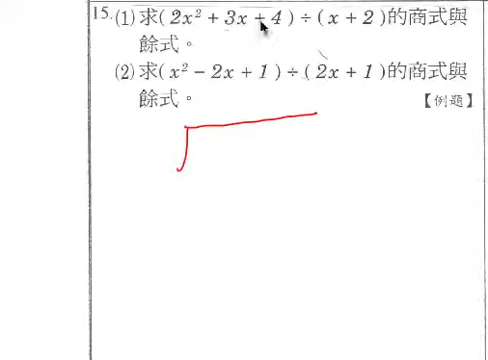 15.(1)求(2x²+3x+4)÷(x+2)的商式與
餘式。
(2)求(x²－2x+1)÷(2x+1)的商式與
餘式。 【例題】